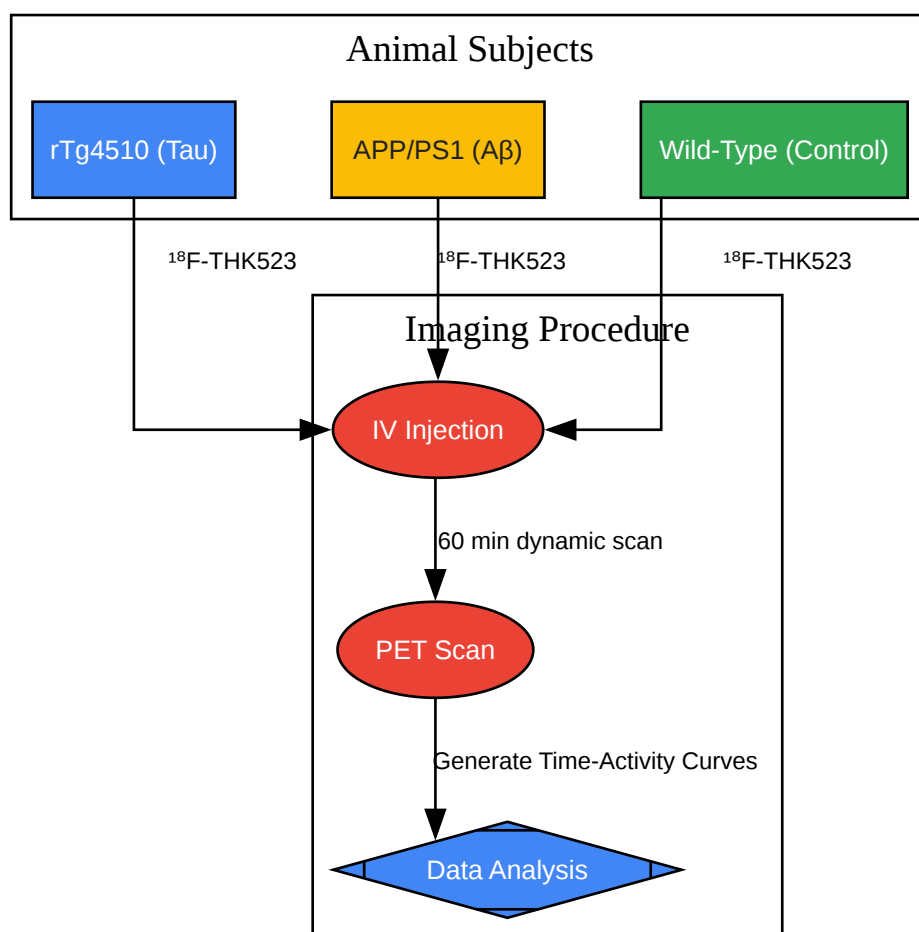 Animal Subjects
rTg4510 (Tau)
APP/PS1 (Aβ)
Wild-Type (Control)
¹⁸F-THK523
¹⁸F-THK523
¹⁸F-THK523
Imaging Procedure
IV Injection
60 min dynamic scan
PET Scan
Generate Time-Activity Curves
Data Analysis